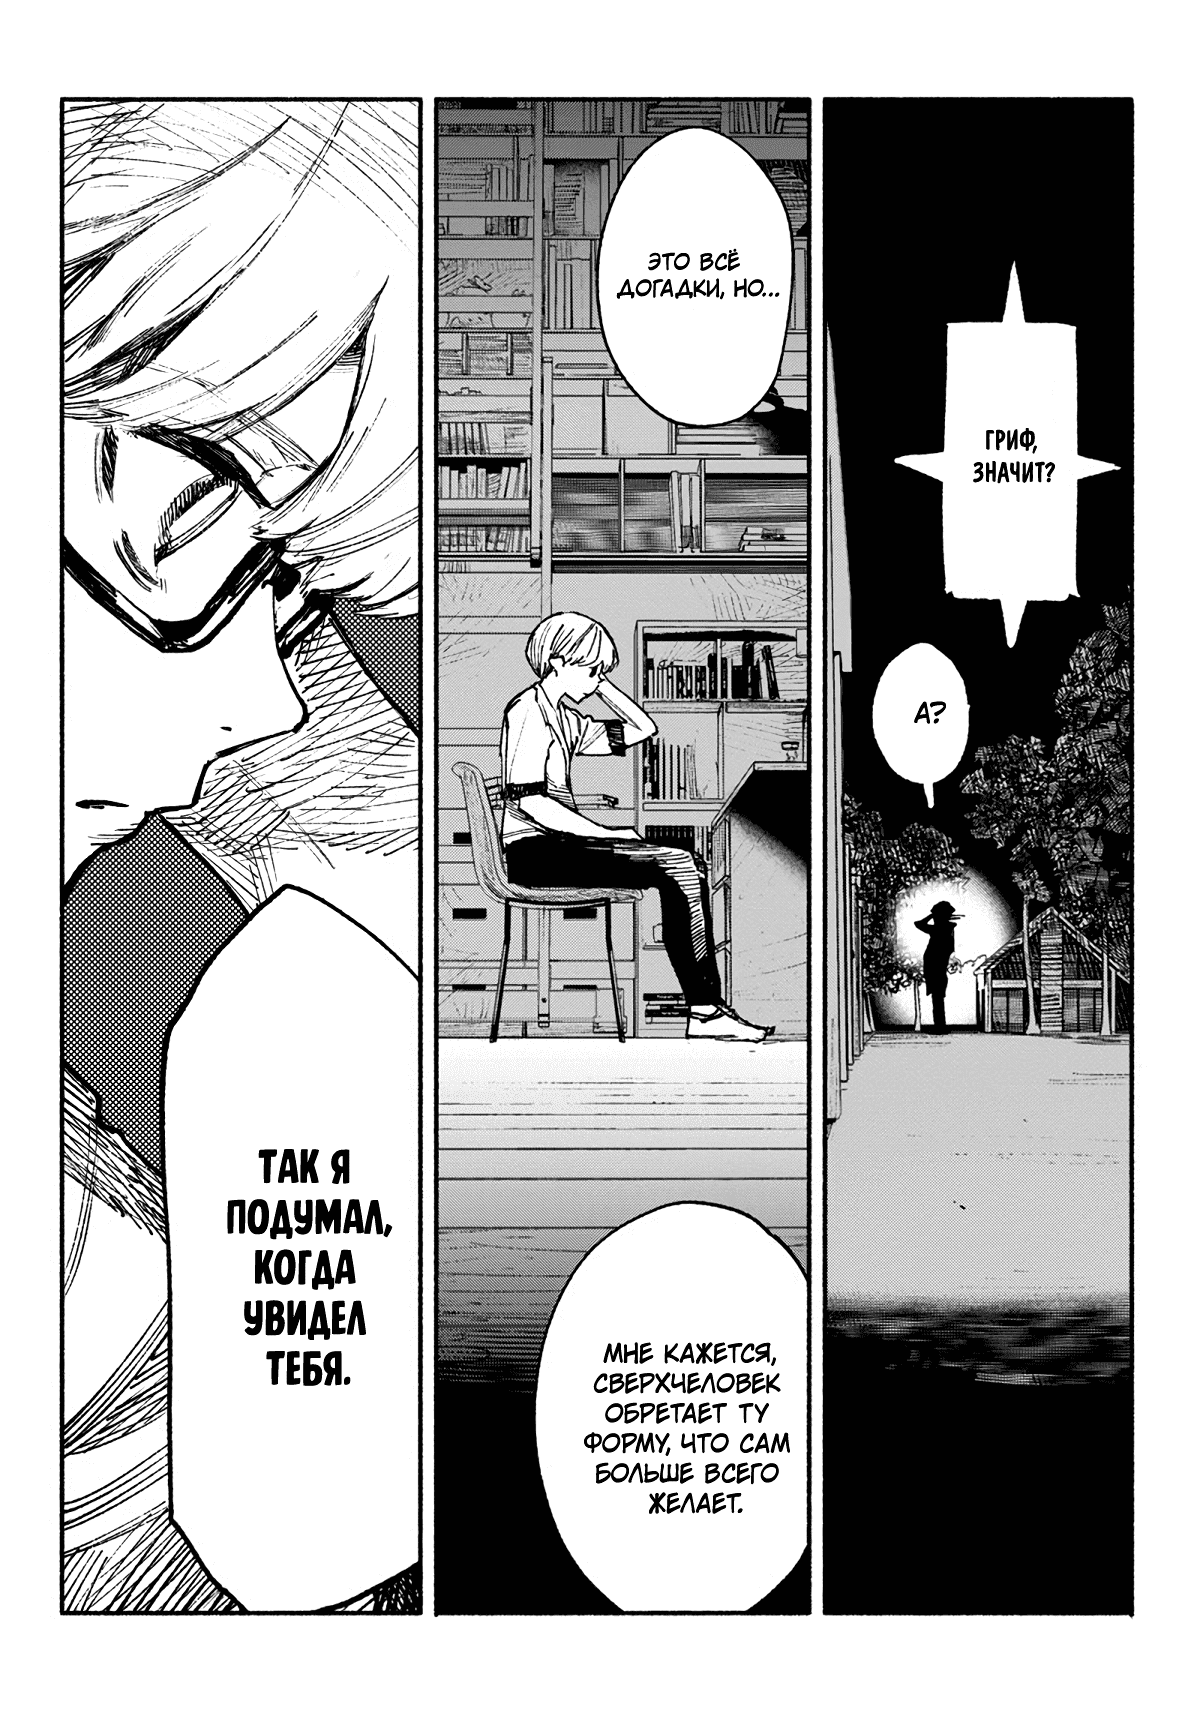 ГРИФ,
ЗНАЧИТ?
А?
ЭТО ВСЁ
ДОГАДКИ, НО...
МНЕ КАЖЕТСЯ,
СВЕРХЧЕЛОВЕК
ОБРЕТАЕТ ТУ
ФОРМУ, ЧТО САМ
БОЛЬШЕ ВСЕГО
ЖЕЛАЕТ.
ТАК Я
ПОДУМАЛ,
КОГДА
УВИДЕЛ
ТЕБЯ.